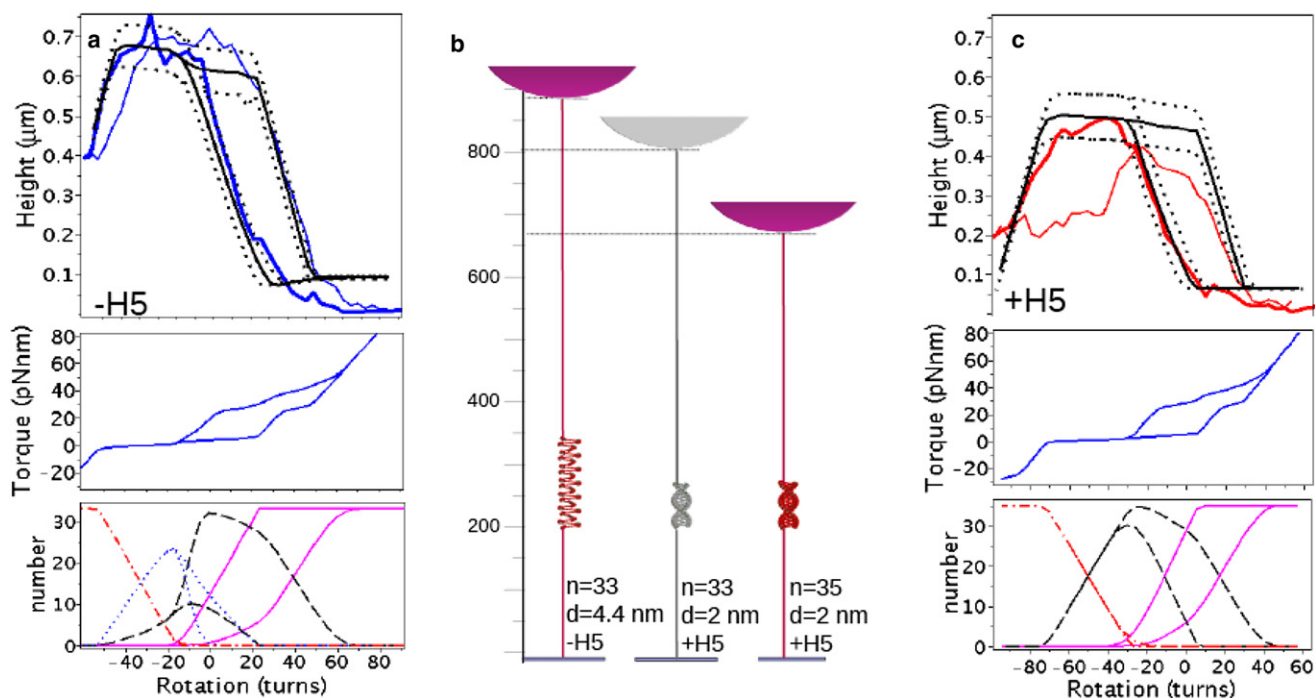 a
Height (µm)
0.7
0.6
0.5
0.4
0.3
0.2
0.1
-H5
Torque (pNnm)
80
60
40
20
0
-20
number
30
20
10
0
-40 -20 0 20 40 60 80
Rotation (turns)
b
800
600
400
200
n=33
d=4.4 nm
-H5
n=33
d=2 nm
+H5
n=35
d=2 nm
+H5
c
Height (µm)
0.7
0.6
0.5
0.4
0.3
0.2
0.1
+H5
Torque (pNnm)
80
60
40
20
0
-20
number
30
20
10
0
-80 -60 -40 -20 0 20 40 60
Rotation (turns)